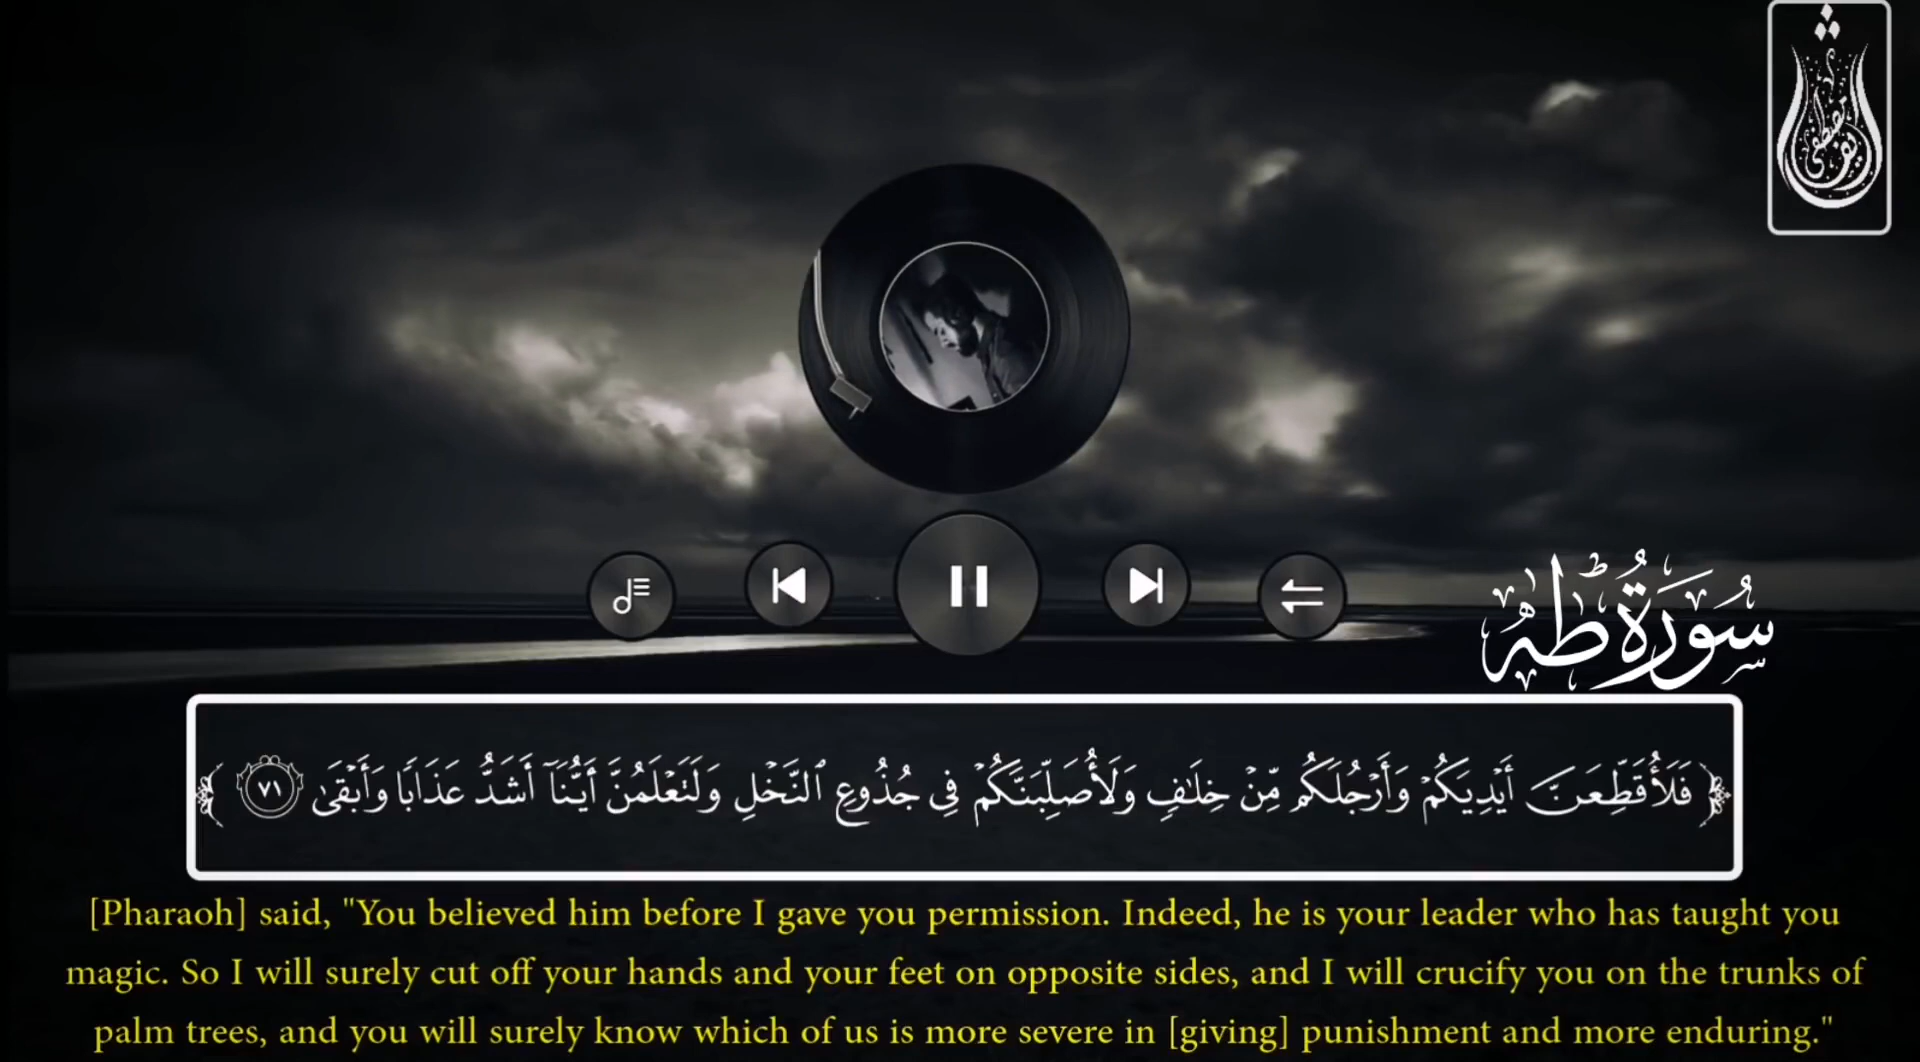 سُورَةُ طه
﴿ فَلَأُقَطِّعَنَّ أَيْدِيَكُمْ وَأَرْجُلَكُم مِّنْ خِلَٰفٍ وَلَأُصَلِّبَنَّكُمْ فِى جُذُوعِ ٱلنَّخْلِ وَلَتَعْلَمُنَّ أَيُّنَآ أَشَدُّ عَذَابًا وَأَبْقَىٰ ٧١ ﴾
[Pharaoh] said, "You believed him before I gave you permission. Indeed, he is your leader who has taught you
magic. So I will surely cut off your hands and your feet on opposite sides, and I will crucify you on the trunks of
palm trees, and you will surely know which of us is more severe in [giving] punishment and more enduring."